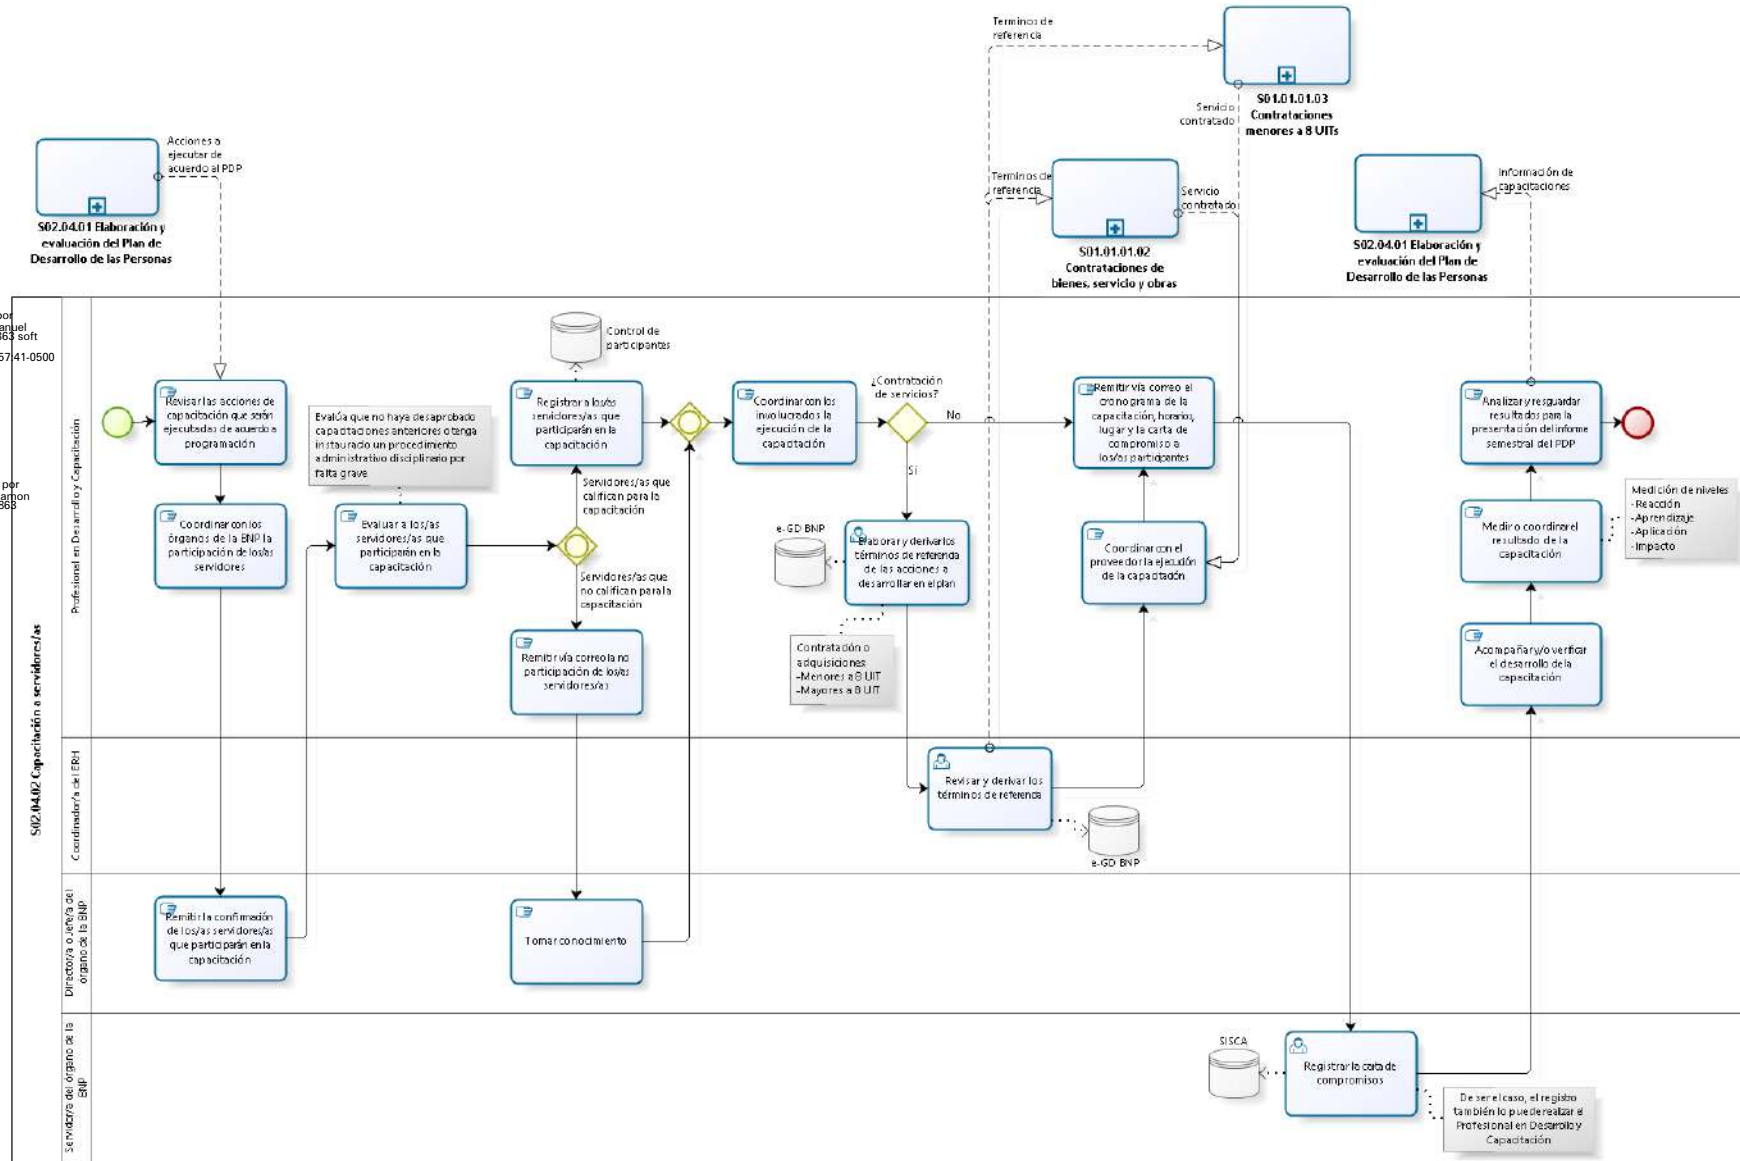 Terminos de
referencia
S01.01.01.03
Contrataciones
menores a 8 UITs
Servicio
contratado
Acciones a
ejecutar de
acuerdo al PDP
S02.04.01 Elaboración y
evaluación del Plan de
Desarrollo de las Personas
Terminos de
referencia
Servicio
contratado
S01.01.01.02
Contrataciones de
bienes, servicio y obras
Información de
capacitaciones
S02.04.01 Elaboración y
evaluación del Plan de
Desarrollo de las Personas
por
anuel
863 soft
57:41-0500
por
amon
863
S02.04.02 Capacitación a servidores/as
Profesional en Desarrollo y Capacitación
Revisar las acciones de
capacitación que serán
ejecutadas de acuerdo a
programación
Coordinar con los
órganos de la BNP la
participación de los/as
servidores
Evalúa que no haya desaprobado
capacitaciones anteriores o tenga
instaurado un procedimiento
administrativo disciplinario por
falta grave
Evaluar a los/as
servidores/as que
participarán en la
capacitación
Control de
participantes
Registrar a los/as
servidores/as que
participarán en la
capacitación
Servidores/as que
califican para la
capacitación
Servidores/as que
no califican para la
capacitación
Remitir vía correo la no
participación de los/as
servidores/as
Coordinar con los
involucrados la
ejecución de la
capacitación
¿Contratación
de servicios?
No
Si
e-GD BNP
Elaborar y derivar los
términos de referencia
de las acciones a
desarrollar en el plan
Contratación o
adquisiciones
-Menores a 8 UIT
-Mayores a 8 UIT
Remitir vía correo el
cronograma de la
capacitación, horarios,
lugar y la carta de
compromiso a
los/as participantes
Coordinar con el
proveedor la ejecución
de la capacitación
Analizar y resguardar
resultados para la
presentación del informe
semestral del PDP
Medir o coordinar el
resultado de la
capacitación
Medición de niveles
-Reacción
-Aprendizaje
-Aplicación
-Impacto
Acompañar y/o verificar
el desarrollo de la
capacitación
Coordinador/a del ERH
Revisar y derivar los
términos de referencia
e-GD BNP
Director/a o Jefe/a del
órgano de la BNP
Remitir la confirmación
de los/as servidores/as
que participarán en la
capacitación
Tomar conocimiento
Servidor/a del órgano de la
BNP
SISCA
Registrar la carta de
compromisos
De ser el caso, el registro
también lo puede realizar el
Profesional en Desarrollo y
Capacitación